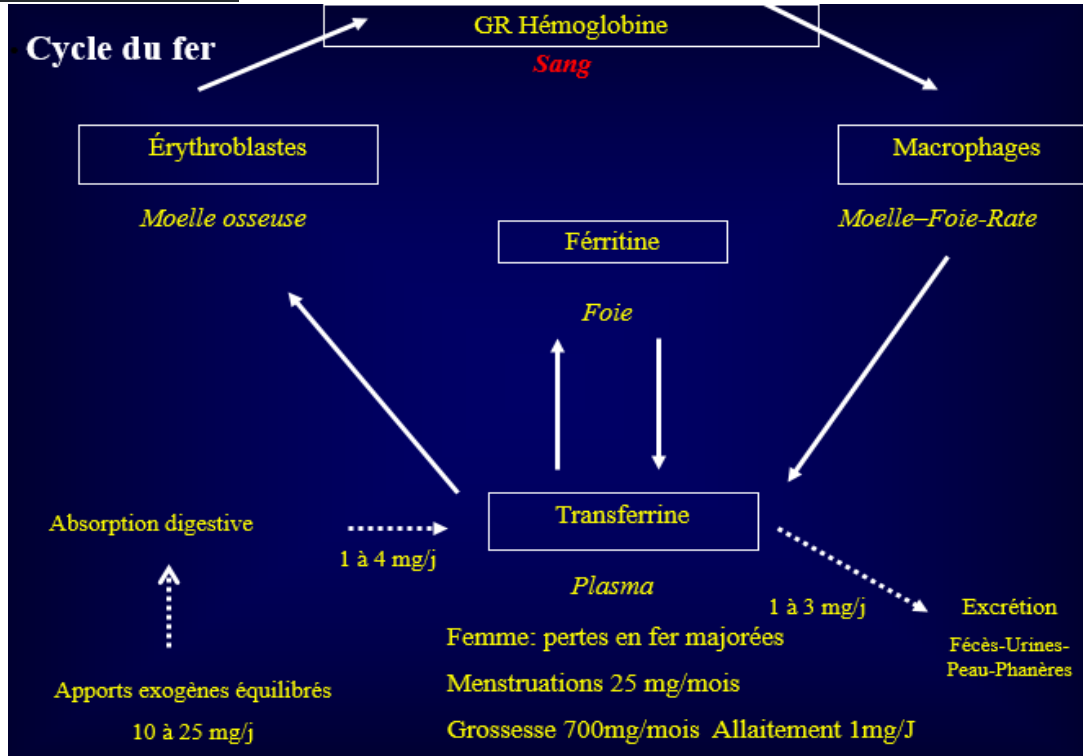 Cycle du fer
GR Hémoglobine
Sang
Érythroblastes
Macrophages
Moelle osseuse
Moelle–Foie-Rate
Férritine
Foie
Absorption digestive
1 à 4 mg/j
Transferrine
Plasma
1 à 3 mg/j
Excrétion
Fécès-Urines-
Peau-Phanères
Apports exogènes équilibrés
10 à 25 mg/j
Femme: pertes en fer majorées
Menstruations 25 mg/mois
Grossesse 700mg/mois Allaitement 1mg/J